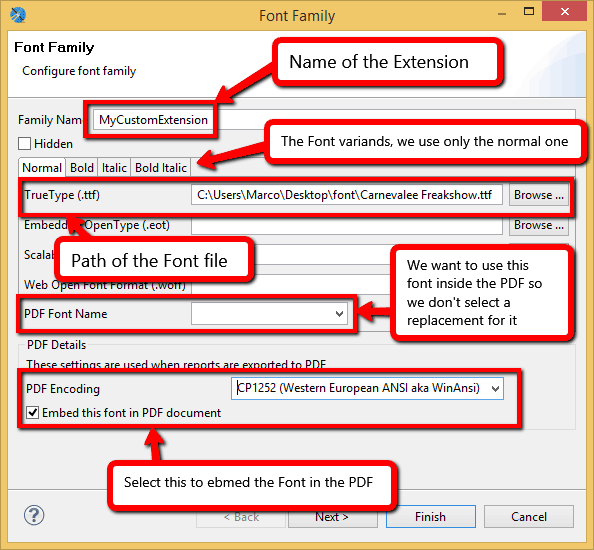 Font Family
Font Family
Configure font family
Name of the Extension
Family Name
MyCustomExtension
Hidden
The Font variands, we use only the normal one
Normal Bold Italic Bold Italic
TrueType (.ttf) C:\Users\Marco\Desktop\font\Carnevalee Freakshow.ttf Browse ...
OpenType (.eot) Browse ...
Path of the Font file
We want to use this
font inside the PDF so
we don't select a
replacement for it
Web Open Font Format (.woff)
PDF Font Name
PDF Details
These settings are used when reports are exported to PDF
PDF Encoding CP1252 (Western European ANSI aka WinAnsi)
Embed this font in PDF document
Select this to ebmed the Font in the PDF
?
< Back Next > Finish Cancel